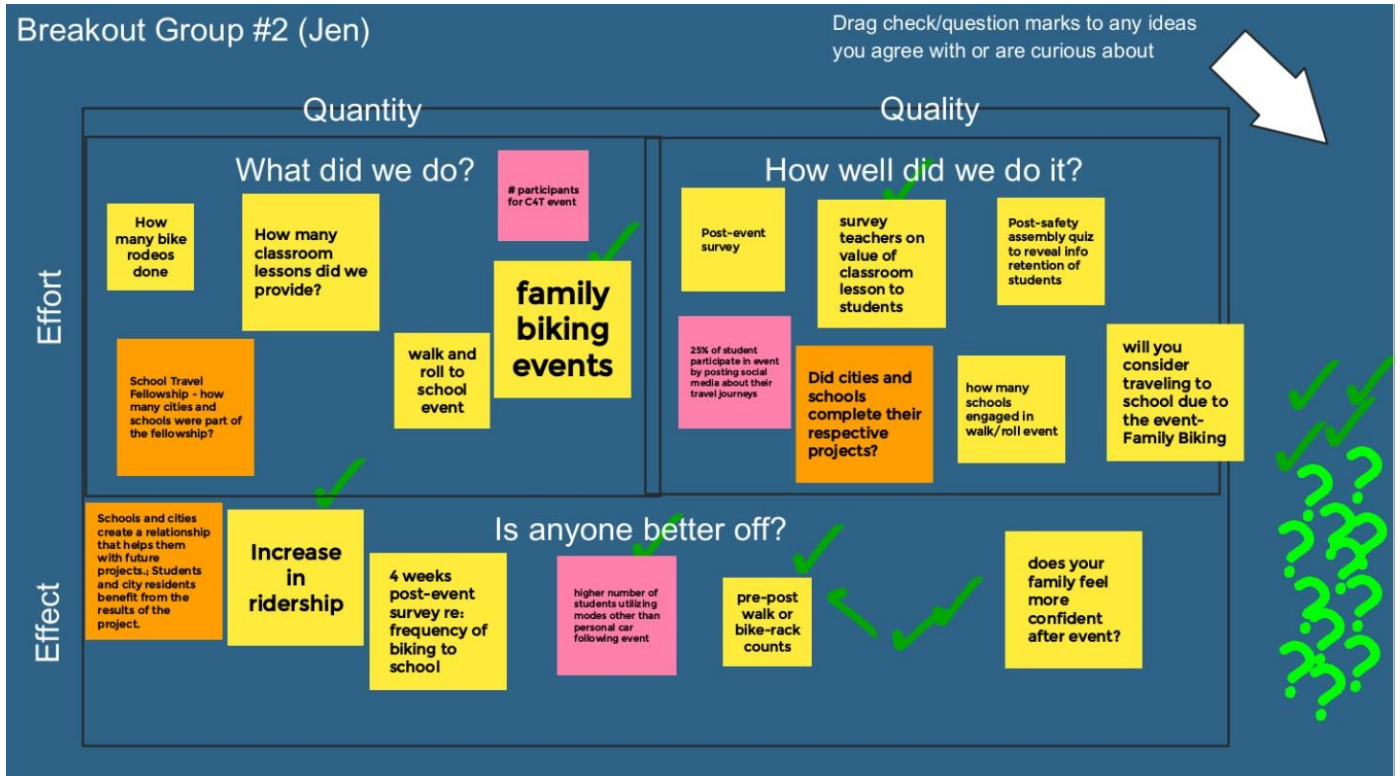 Breakout Group #2 (Jen)
Drag check/question marks to any ideas
you agree with or are curious about
Quantity
Quality
Effort
What did we do?
# participants
for C4T event
How
many bike
rodeos
done
How many
classroom
lessons did we
provide?
family
biking
events
School Travel
Fellowship - how
many cities and
schools were part of
the fellowship?
walk and
roll to
school
event
How well did we do it?
Post-event
survey
survey
teachers on
value of
classroom
lesson to
students
Post-safety
assembly quiz
to reveal info
retention of
students
25% of student
participate in event
by posting social
media about their
travel journeys
Did cities and
schools
complete their
respective
projects?
how many
schools
engaged in
walk/roll event
will you
consider
traveling to
school due to
the event-
Family Biking
Effect
Is anyone better off?
Schools and cities
create a relationship
that helps them
with future
projects.; Students
and city residents
benefit from the
results of the
project.
Increase
in
ridership
4 weeks
post-event
survey re:
frequency of
biking to
school
higher number of
students utilizing
modes other than
personal car
following event
pre-post
walk or
bike-rack
counts
does your
family feel
more
confident
after event?